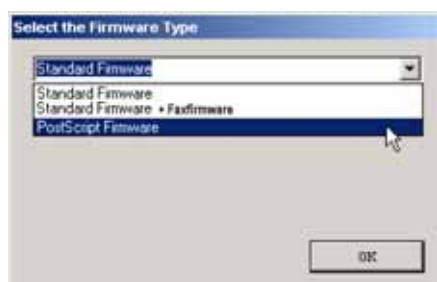 Select the Firmware Type
Standard Firmware
Standard Firmware
Standard Firmware + Faxfirmware
PostScript Firmware
OK